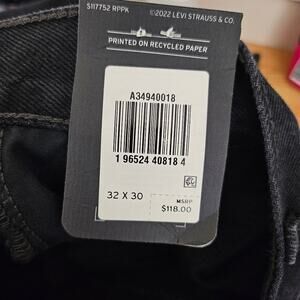 S117752 RPPK
©2022 LEVI STRAUSS & CO.
PRINTED ON RECYCLED PAPER
A34940018
1 96524 40818 4
32 X 30
MSRP
$118.00